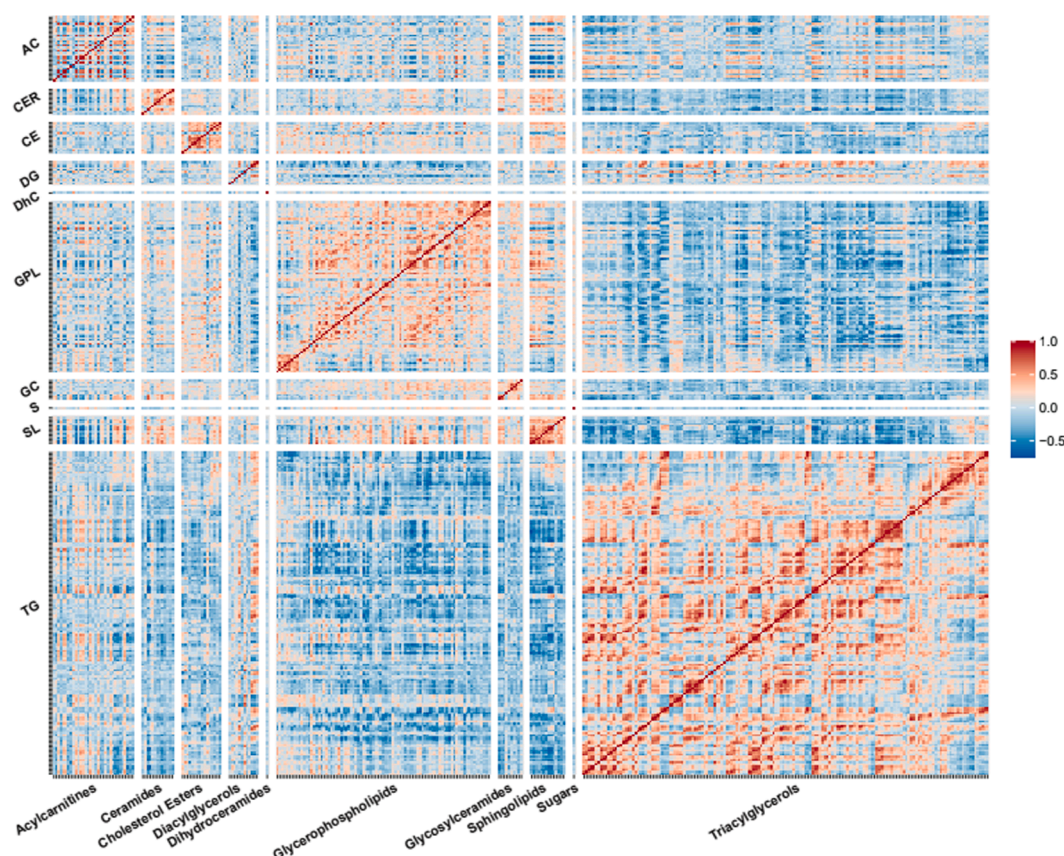 AC
CER
CE
DG
DhC
GPL
GC
S
SL
TG
1.0
0.5
0.0
−0.5
Acylcarnitines
Ceramides
Cholesterol Esters
Diacylglycerols
Dihydroceramides
Glycerophospholipids
Glycosylceramides
Sphingolipids
Sugars
Triacylglycerols